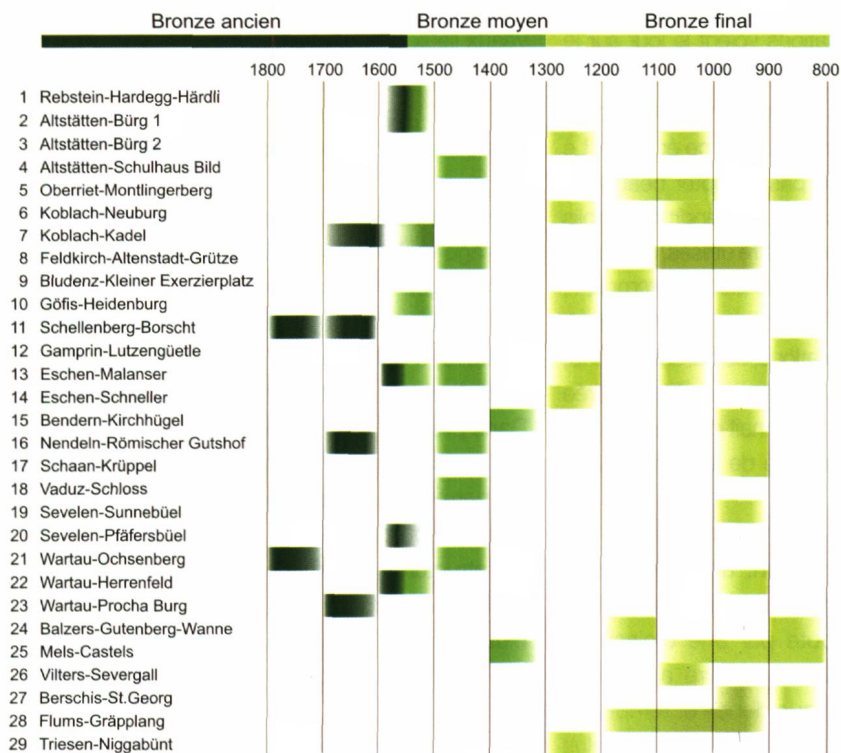 Bronze ancien Bronze moyen Bronze final
1800 1700 1600 1500 1400 1300 1200 1100 1000 900 800
1 Rebstein-Hardegg-Härdli
2 Altstätten-Bürg 1
3 Altstätten-Bürg 2
4 Altstätten-Schulhaus Bild
5 Oberriet-Montlingerberg
6 Koblach-Neuburg
7 Koblach-Kadel
8 Feldkirch-Altenstadt-Grütze
9 Bludenz-Kleiner Exerzierplatz
10 Göfis-Heidenburg
11 Schellenberg-Borscht
12 Gamprin-Lutzengüetle
13 Eschen-Malanser
14 Eschen-Schneller
15 Bendern-Kirchhügel
16 Nendeln-Römischer Gutshof
17 Schaan-Krüppel
18 Vaduz-Schloss
19 Sevelen-Sunnebüel
20 Sevelen-Pfäfersbüel
21 Wartau-Ochsenberg
22 Wartau-Herrenfeld
23 Wartau-Procha Burg
24 Balzers-Gutenberg-Wanne
25 Mels-Castels
26 Vilters-Severgall
27 Berschis-St.Georg
28 Flums-Gräpplang
29 Triesen-Niggabünt